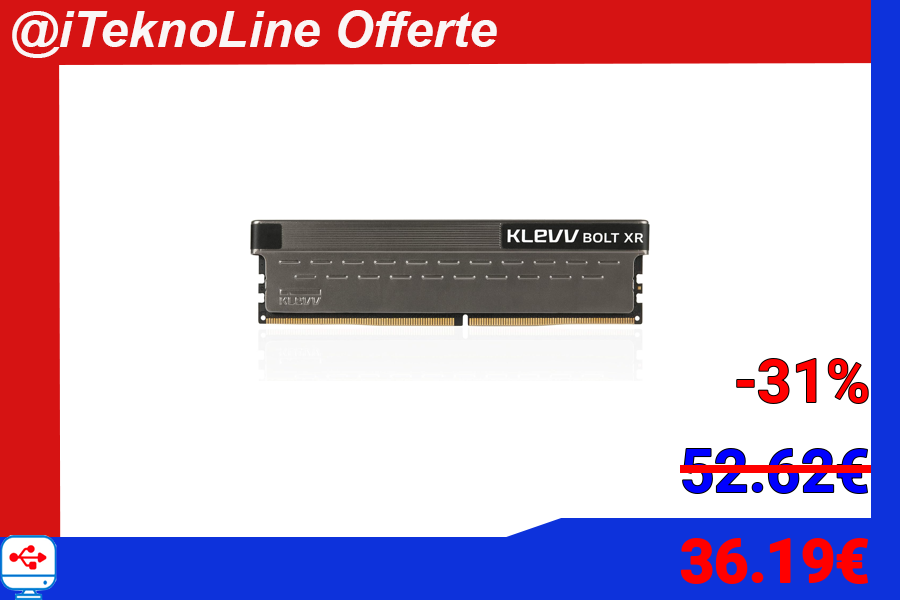 @iTeknoLine Offerte
KLEVV BOLT XR
KLEVV
-31%
52.62€
36.19€